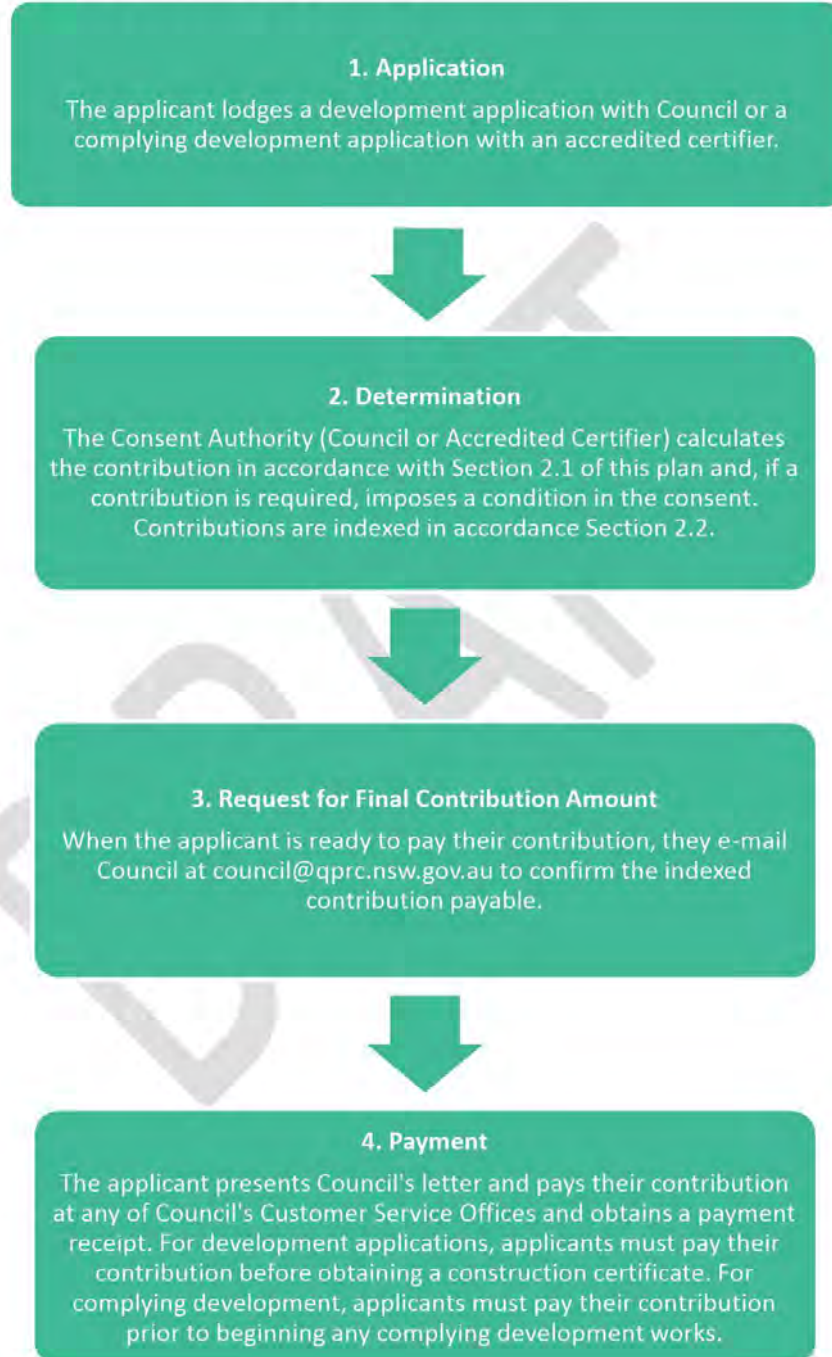 1. Application
The applicant lodges a development application with Council or a
complying development application with an accredited certifier.
2. Determination
The Consent Authority (Council or Accredited Certifier) calculates
the contribution in accordance with Section 2.1 of this plan and, if a
contribution is required, imposes a condition in the consent.
Contributions are indexed in accordance Section 2.2.
3. Request for Final Contribution Amount
When the applicant is ready to pay their contribution, they e-mail
Council at council@qprc.nsw.gov.au to confirm the indexed
contribution payable.
4. Payment
The applicant presents Council's letter and pays their contribution
at any of Council's Customer Service Offices and obtains a payment
receipt. For development applications, applicants must pay their
contribution before obtaining a construction certificate. For
complying development, applicants must pay their contribution
prior to beginning any complying development works.
DRAFT